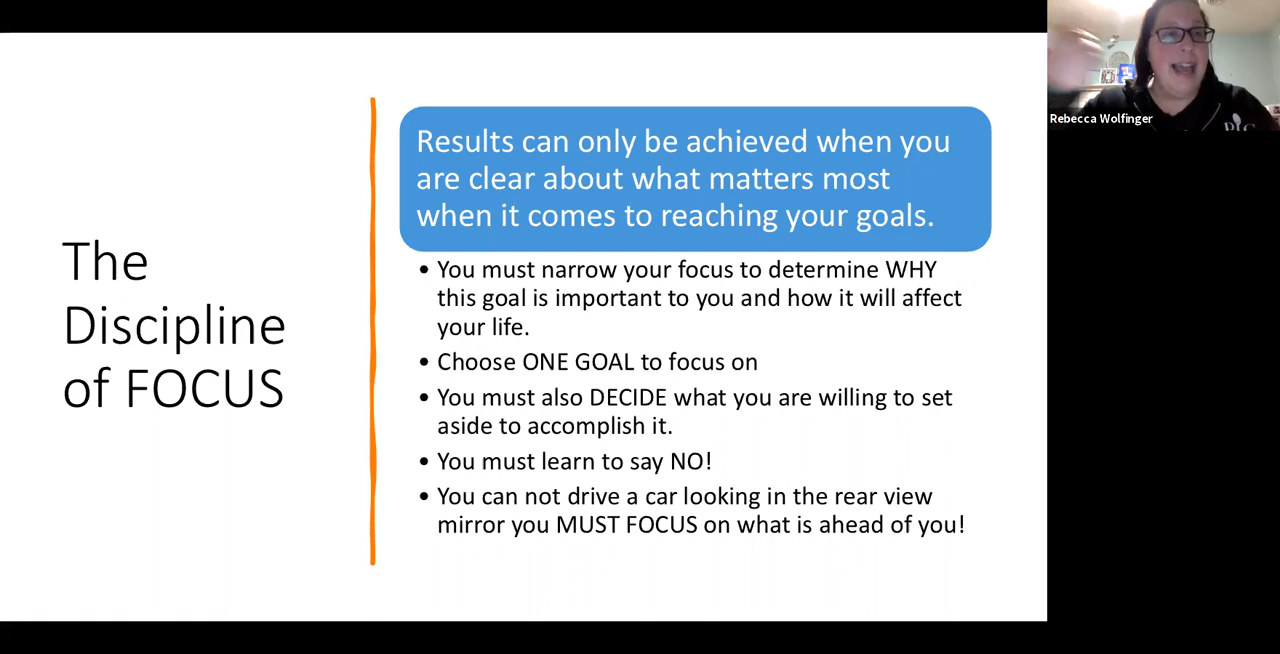 The
Discipline
of FOCUS
Results can only be achieved when you
are clear about what matters most
when it comes to reaching your goals.
• You must narrow your focus to determine WHY
this goal is important to you and how it will affect
your life.
• Choose ONE GOAL to focus on
• You must also DECIDE what you are willing to set
aside to accomplish it.
• You must learn to say NO!
• You can not drive a car looking in the rear view
mirror you MUST FOCUS on what is ahead of you!
Rebecca Wolfinger